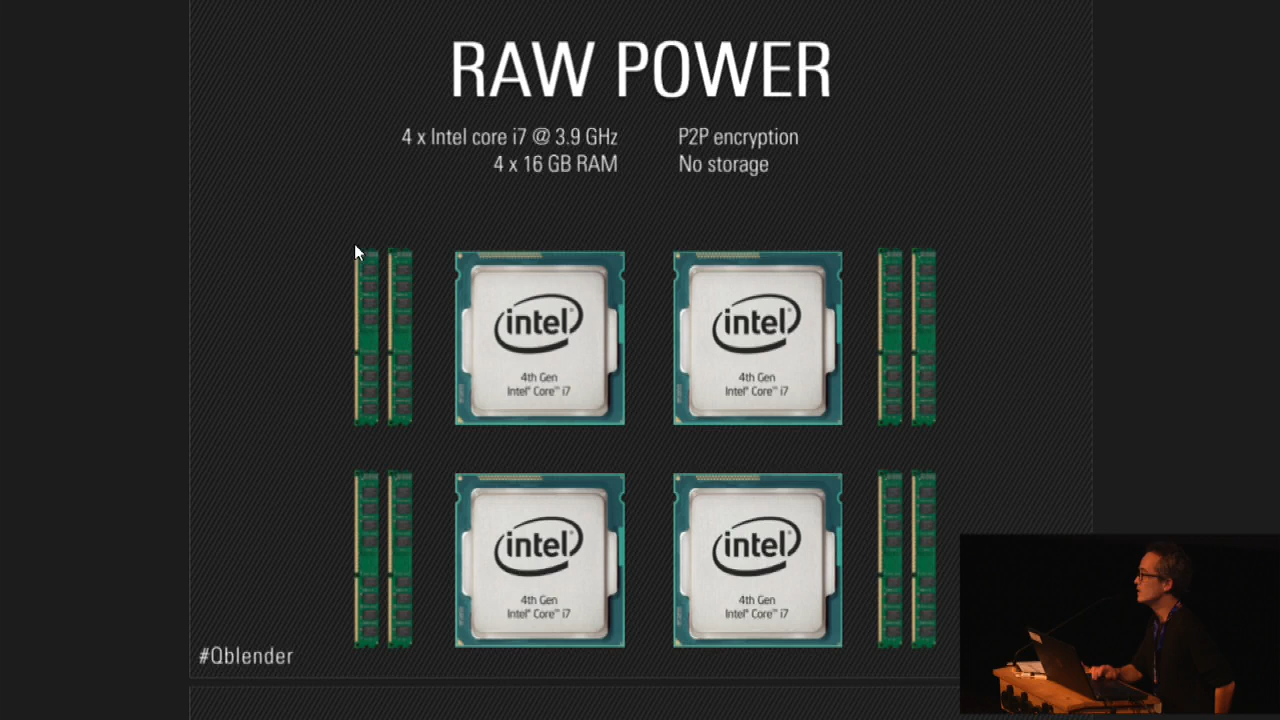 RAW POWER
4 x Intel core i7 @ 3.9 GHz
4 x 16 GB RAM
P2P encryption
No storage
intel
4th Gen
Intel® Core™ i7
intel
4th Gen
Intel® Core™ i7
intel
4th Gen
Intel® Core™ i7
intel
4th Gen
Intel® Core™ i7
#Qblender